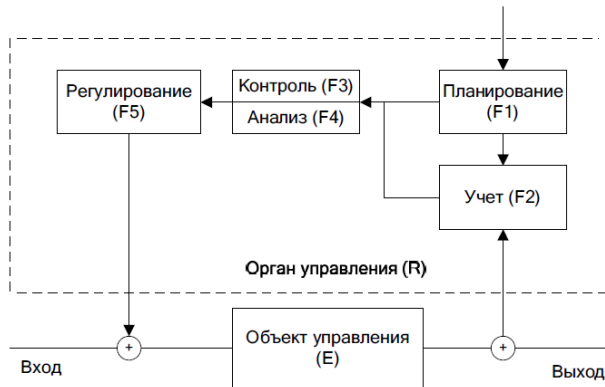 Регулирование
(F5)
Контроль (F3)
Анализ (F4)
Планирование
(F1)
Учет (F2)
Орган управления (R)
+
Объект управления
(E)
+
Вход
Выход